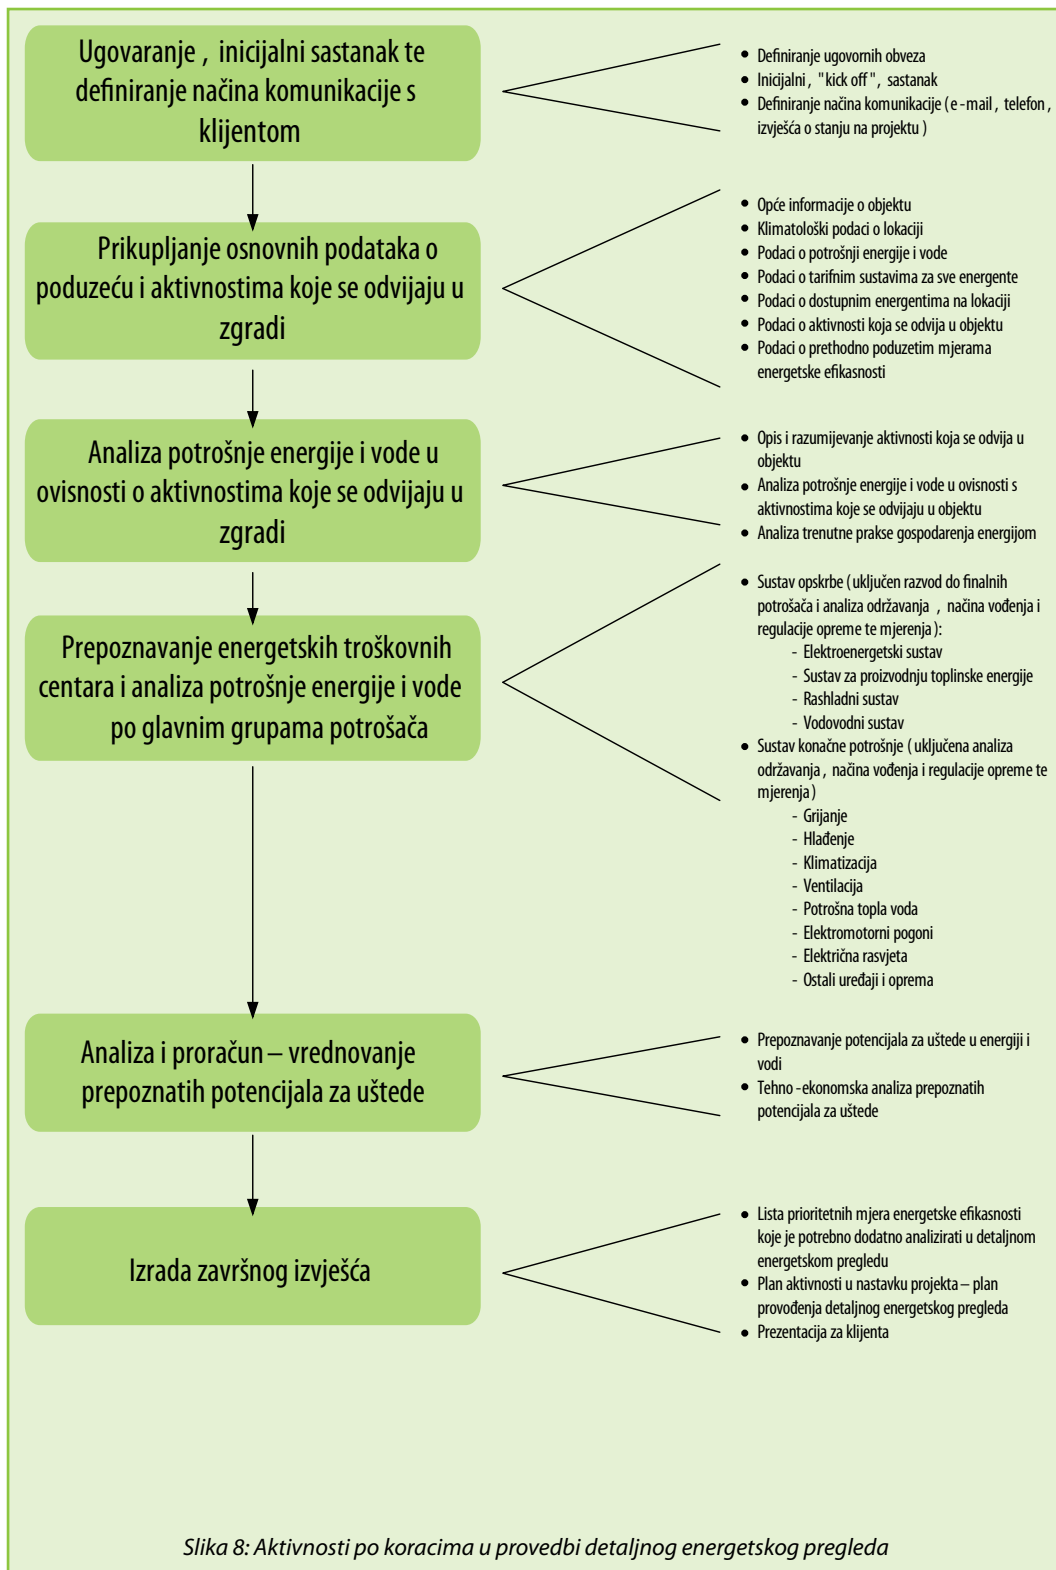 Ugovaranje , inicijalni sastanak te
definiranje načina komunikacije s
klijentom
• Definiranje ugovornih obveza
• Inicijalni , "kick off" , sastanak
• Definiranje načina komunikacije ( e -mail , telefon ,
izvješća o stanju na projektu )
Prikupljanje osnovnih podataka o
poduzeću i aktivnostima koje se odvijaju u
zgradi
• Opće informacije o objektu
• Klimatološki podaci o lokaciji
• Podaci o potrošnji energije i vode
• Podaci o tarifnim sustavima za sve energente
• Podaci o dostupnim energentima na lokaciji
• Podaci o aktivnosti koja se odvija u objektu
• Podaci o prethodno poduzetim mjerama
energetske efikasnosti
Analiza potrošnje energije i vode u
ovisnosti o aktivnostima koje se odvijaju u
zgradi
• Opis i razumijevanje aktivnosti koja se odvija u
objektu
• Analiza potrošnje energije i vode u ovisnosti s
aktivnostima koje se odvijaju u objektu
• Analiza trenutne prakse gospodarenja energijom
Prepoznavanje energetskih troškovnih
centara i analiza potrošnje energije i vode
po glavnim grupama potrošača
• Sustav opskrbe ( uključen razvod do finalnih
potrošača i analiza održavanja , načina vođenja i
regulacije opreme te mjerenja ):
- Elektroenergetski sustav
- Sustav za proizvodnju toplinske energije
- Rashladni sustav
- Vodovodni sustav
• Sustav konačne potrošnje ( uključena analiza
održavanja , načina vođenja i regulacije opreme te
mjerenja )
- Grijanje
- Hlađenje
- Klimatizacija
- Ventilacija
- Potrošna topla voda
- Elektromotorni pogoni
- Električna rasvjeta
- Ostali uređaji i oprema
Analiza i proračun – vrednovanje
prepoznatih potencijala za uštede
• Prepoznavanje potencijala za uštede u energiji i
vodi
• Tehno -ekonomska analiza prepoznatih
potencijala za uštede
Izrada završnog izvješća
• Lista prioritetnih mjera energetske efikasnosti
koje je potrebno dodatno analizirati u detaljnom
energetskom pregledu
• Plan aktivnosti u nastavku projekta – plan
provođenja detaljnog energetskog pregleda
• Prezentacija za klijenta
Slika 8: Aktivnosti po koracima u provedbi detaljnog energetskog pregleda